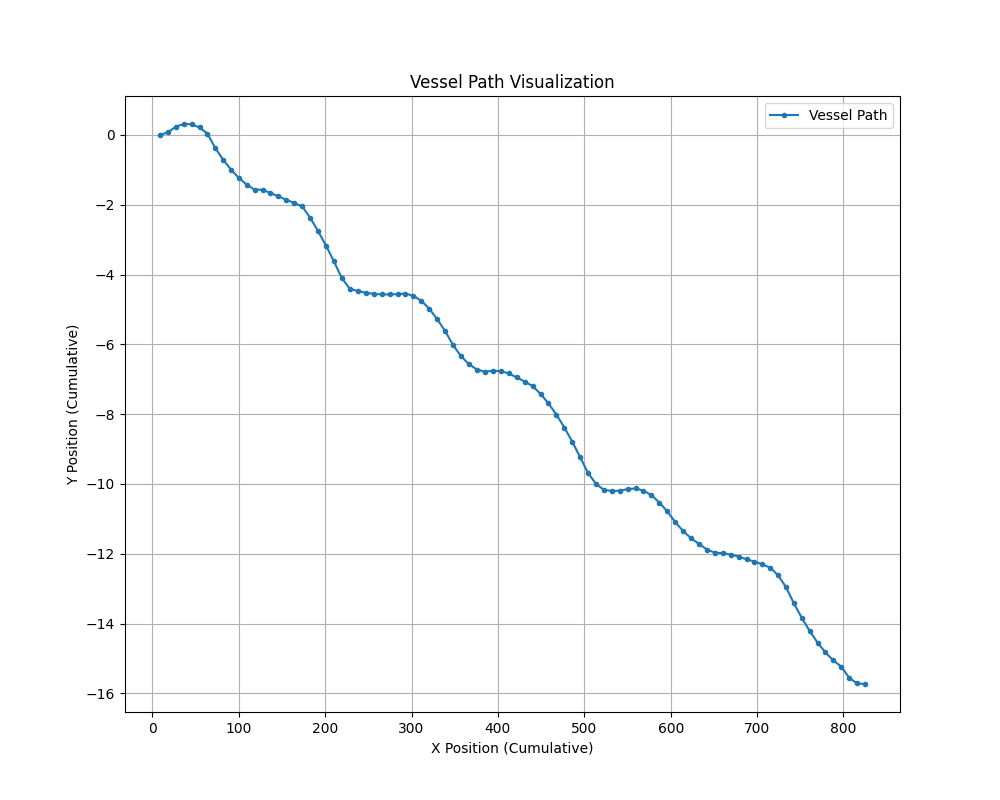 Vessel Path Visualization
Vessel Path
0
−2
−4
−6
−8
−10
−12
−14
−16
Y Position (Cumulative)
0 100 200 300 400 500 600 700 800
X Position (Cumulative)